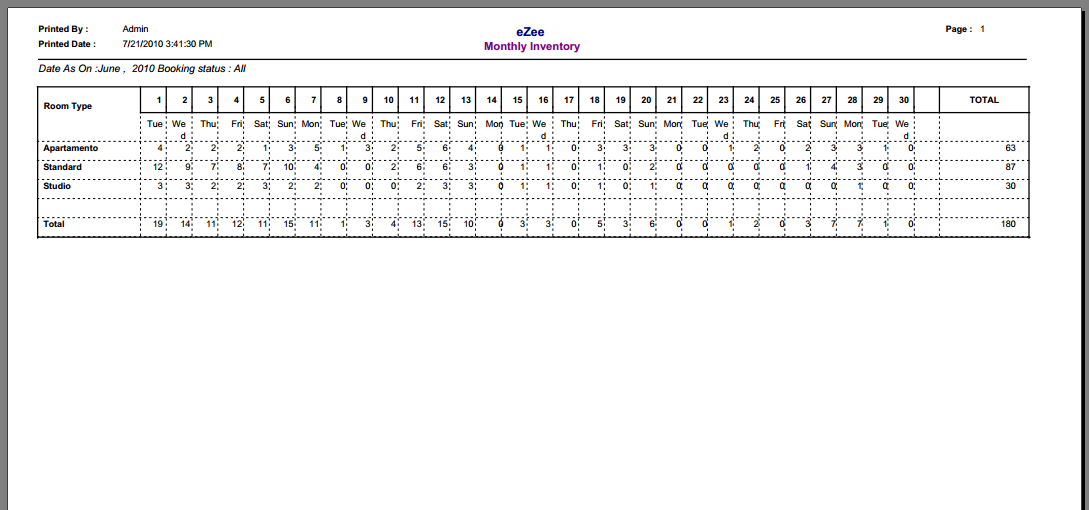 Printed By : Admin
eZee
Page : 1
Printed Date : 7/21/2010 3:41:30 PM
Monthly Inventory
Date As On :June , 2010 Booking status : All
Room Type 1 2 3 4 5 6 7 8 9 10 11 12 13 14 15 16 17 18 19 20 21 22 23 24 25 26 27 28 29 30 TOTAL
Tue Wed Thu Fri Sat Sun Mon Tue Wed Thu Fri Sat Sun Mon Tue Wed Thu Fri Sat Sun Mon Tue Wed Thu Fri Sat Sun Mon Tue Wed
Apartamento 4 2 2 2 1 3 5 1 3 2 5 6 4 0 1 1 0 3 3 3 0 0 1 2 0 2 3 3 1 0 63
Standard 12 9 7 8 7 10 4 0 0 2 6 6 3 0 1 1 0 1 0 2 0 0 0 0 0 1 4 3 0 0 87
Studio 3 3 2 2 3 2 2 0 0 0 2 3 3 0 1 1 0 1 0 1 0 0 0 0 0 0 0 1 0 0 30
Total 19 14 11 12 11 15 11 1 3 4 13 15 10 0 3 3 0 5 3 6 0 0 1 2 0 3 7 7 1 0 180